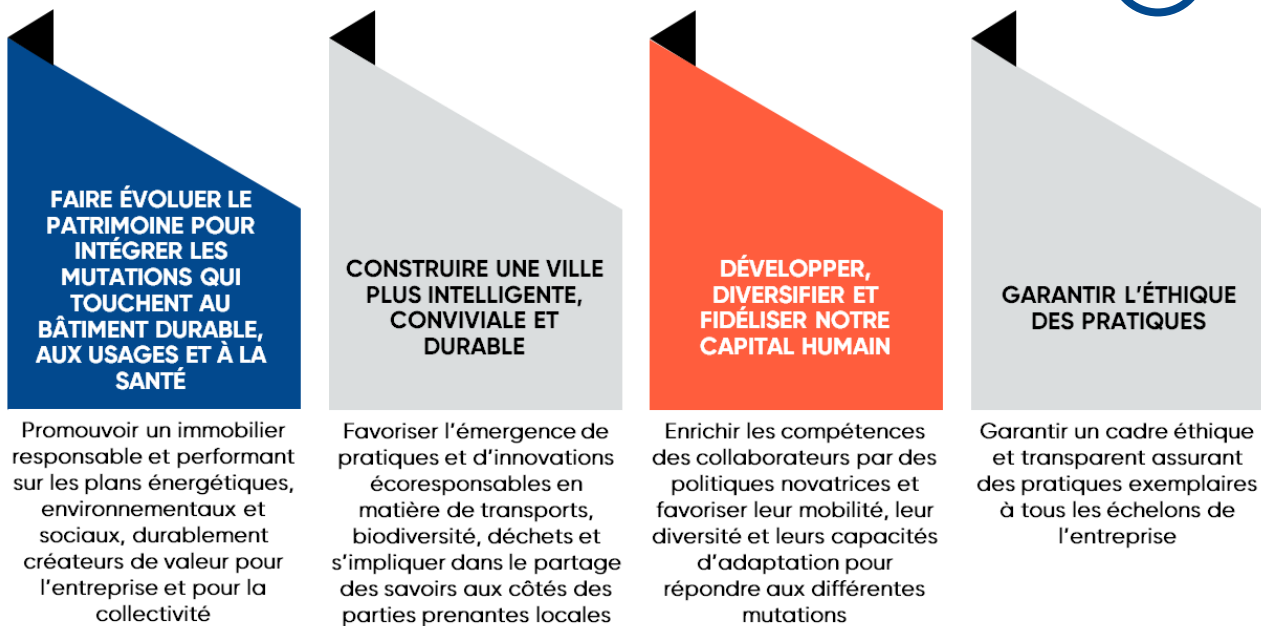 FAIRE ÉVOLUER LE
PATRIMOINE POUR
INTÉGRER LES
MUTATIONS QUI
TOUCHENT AU
BÂTIMENT DURABLE,
AUX USAGES ET À LA
SANTÉ
Promouvoir un immobilier
responsable et performant
sur les plans énergétiques,
environnementaux et
sociaux, durablement
créateurs de valeur pour
l'entreprise et pour la
collectivité
CONSTRUIRE UNE VILLE
PLUS INTELLIGENTE,
CONVIVIALE ET
DURABLE
Favoriser l'émergence de
pratiques et d'innovations
écoresponsables en
matière de transports,
biodiversité, déchets et
s'impliquer dans le partage
des savoirs aux côtés des
parties prenantes locales
DÉVELOPPER,
DIVERSIFIER ET
FIDÉLISER NOTRE
CAPITAL HUMAIN
Enrichir les compétences
des collaborateurs par des
politiques novatrices et
favoriser leur mobilité, leur
diversité et leurs capacités
d'adaptation pour
répondre aux différentes
mutations
GARANTIR L'ÉTHIQUE
DES PRATIQUES
Garantir un cadre éthique
et transparent assurant
des pratiques exemplaires
à tous les échelons de
l'entreprise